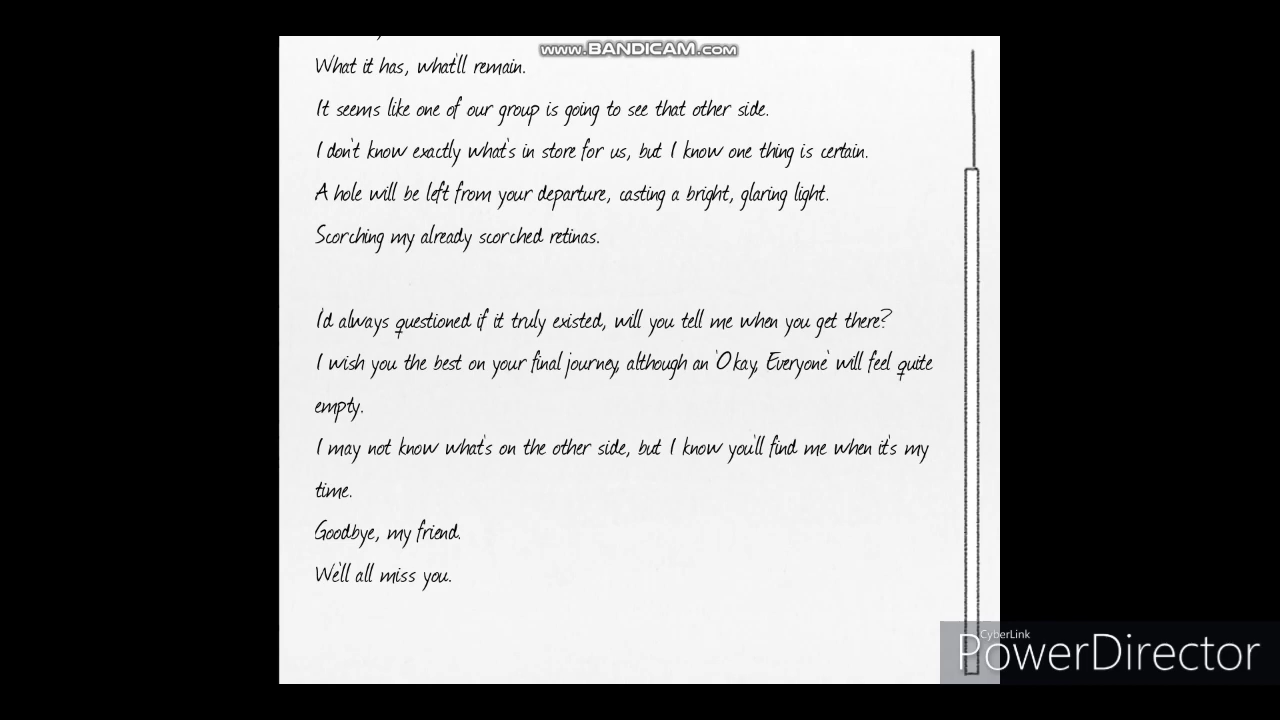 www.BANDICAM.com
What it has, what'll remain.
It seems like one of our group is going to see that other side.
I don't know exactly what's in store for us, but I know one thing is certain.
A hole will be left from your departure, casting a bright, glaring light.
Scorching my already scorched retinas.
I'd always questioned if it truly existed, will you tell me when you get there?
I wish you the best on your final journey, although an 'Okay, Everyone' will feel quite
empty.
I may not know what's on the other side, but I know you'll find me when it's my
time.
Goodbye, my friend.
We'll all miss you.
CyberLink
PowerDirector